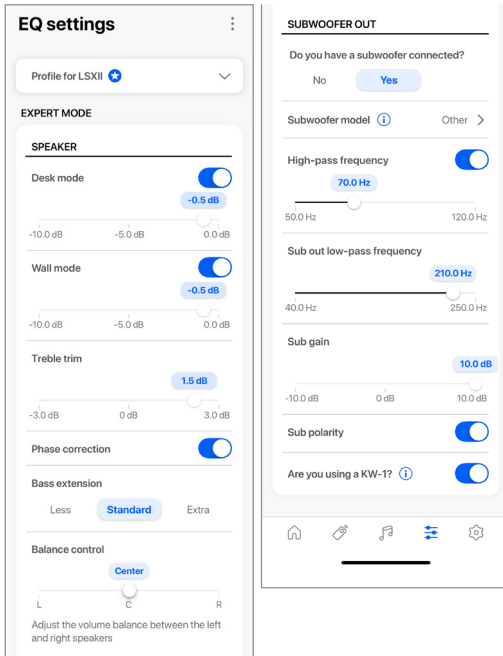 EQ settings
Profile for LSXII
EXPERT MODE
SPEAKER
Desk mode
-0.5 dB
-10.0 dB -5.0 dB 0.0 dB
Wall mode
-0.5 dB
-10.0 dB -5.0 dB 0.0 dB
Treble trim
1.5 dB
-3.0 dB 0 dB 3.0 dB
Phase correction
Bass extension
Less Standard Extra
Balance control
Center
L C R
Adjust the volume balance between the left
and right speakers
SUBWOOFER OUT
Do you have a subwoofer connected?
No Yes
Subwoofer model i Other
High-pass frequency
70.0 Hz
50.0 Hz 120.0 Hz
Sub out low-pass frequency
210.0 Hz
40.0 Hz 250.0 Hz
Sub gain
10.0 dB
-10.0 dB 0 dB 10.0 dB
Sub polarity
Are you using a KW-1? i